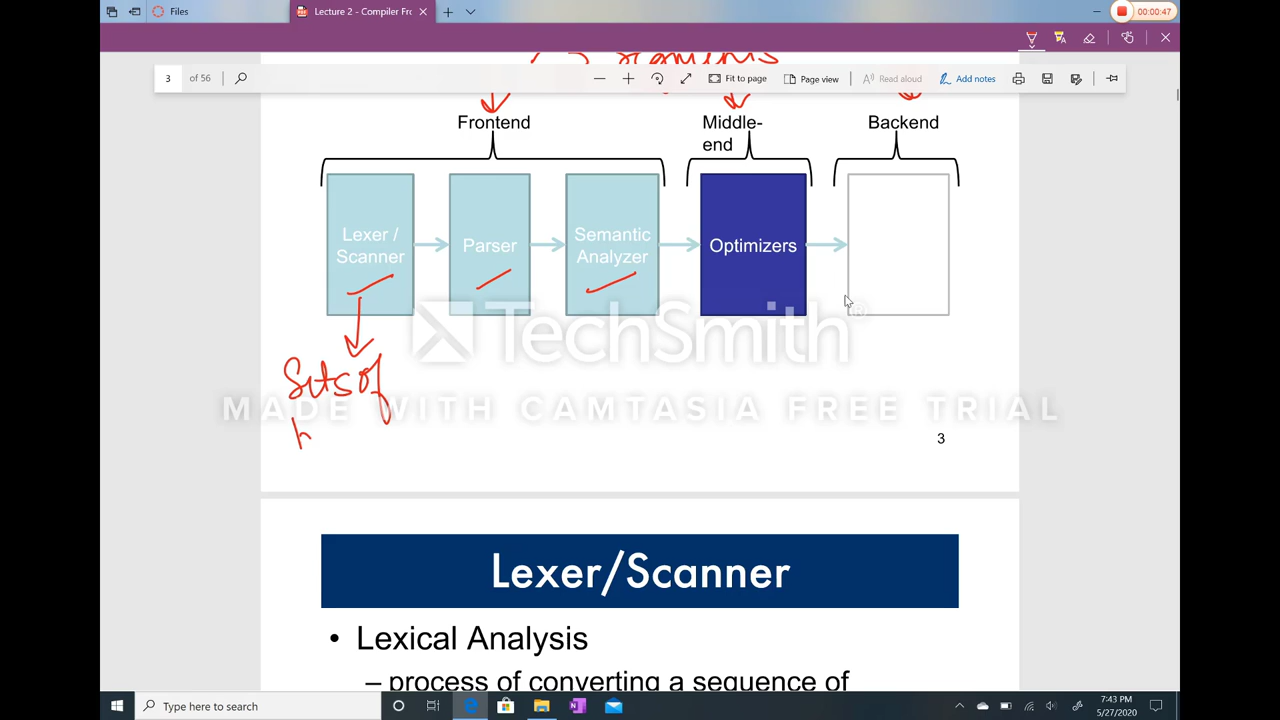 Files
Lecture 2 - Compiler Fro
00:00:47
3 of 56
Fit to page
Page view
Read aloud
Add notes
segments
Frontend
Middle-
end
Backend
Lexer /
Scanner
Parser
Semantic
Analyzer
Optimizers
TechSmith
MADE WITH CAMTASIA FREE TRIAL
Sets of
3
Lexer/Scanner
• Lexical Analysis
– process of converting a sequence of
Type here to search
7:43 PM
5/27/2020